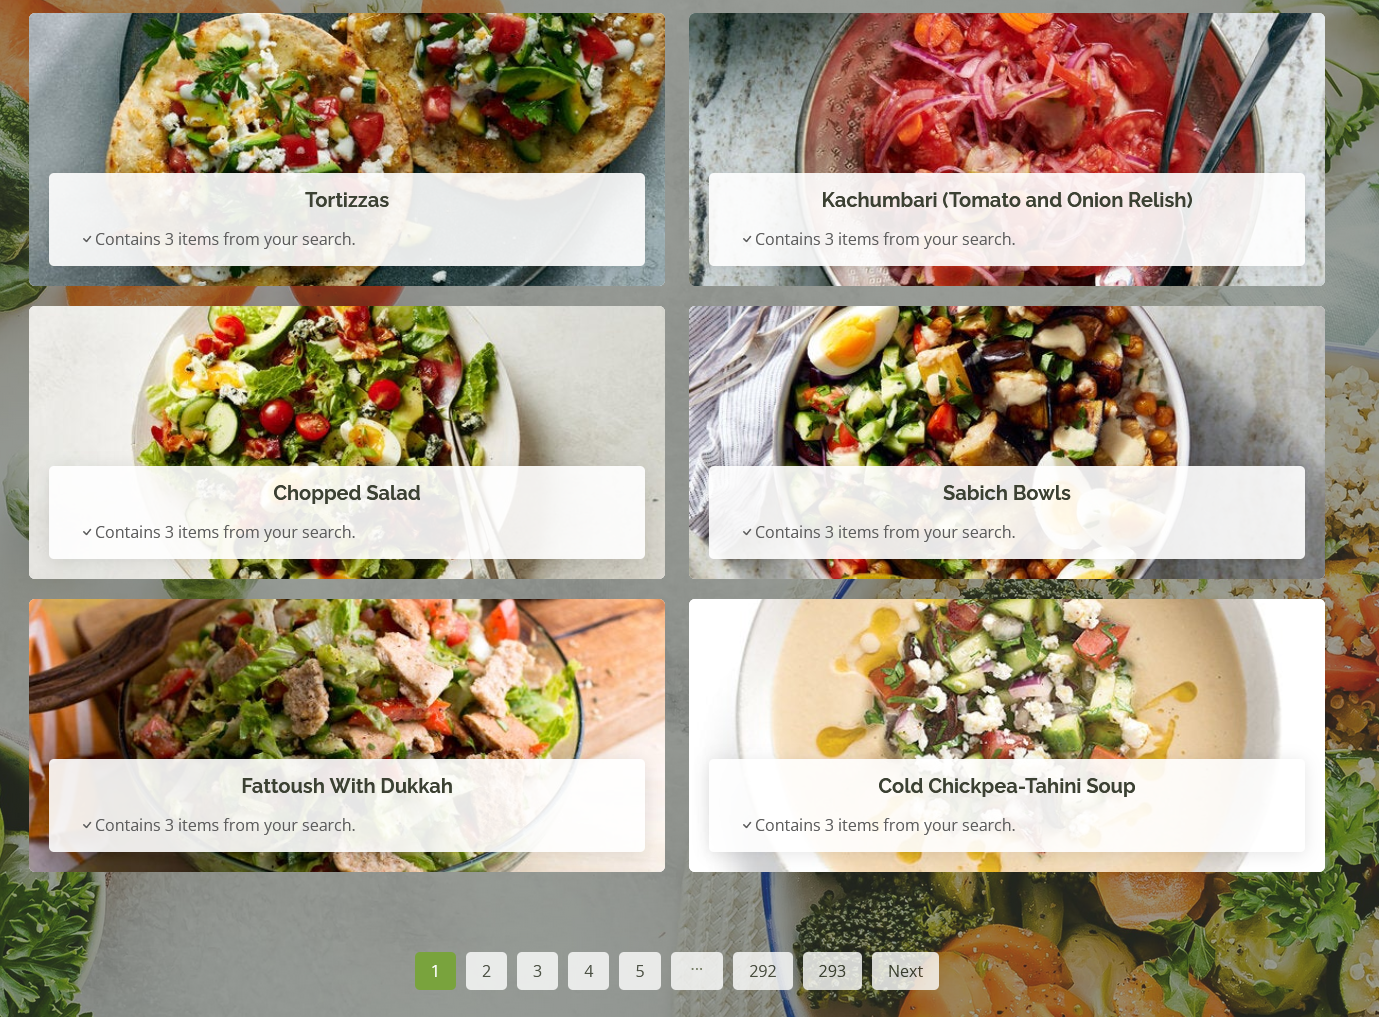 Tortizzas
Contains 3 items from your search.
Kachumbari (Tomato and Onion Relish)
Contains 3 items from your search.
Chopped Salad
Contains 3 items from your search.
Sabich Bowls
Contains 3 items from your search.
Fattoush With Dukkah
Contains 3 items from your search.
Cold Chickpea-Tahini Soup
Contains 3 items from your search.
1 2 3 4 5 ... 292 293 Next